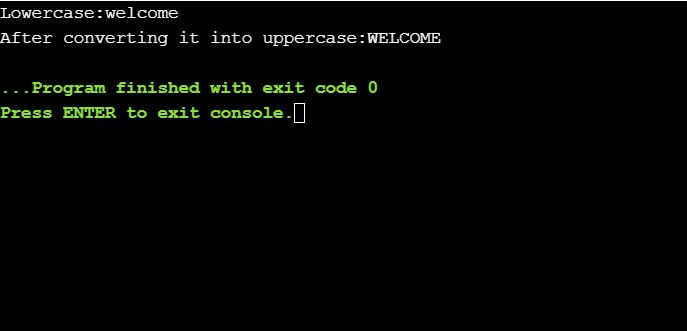 Lowercase:welcome
After converting it into uppercase:WELCOME
...Program finished with exit code 0
Press ENTER to exit console.